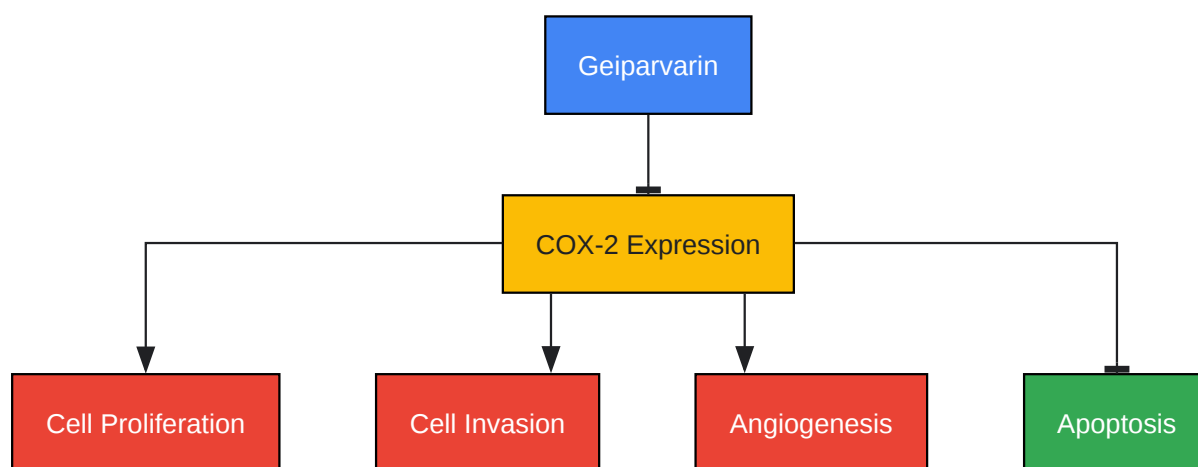 Geiparvarin
COX-2 Expression
Cell Proliferation
Cell Invasion
Angiogenesis
Apoptosis